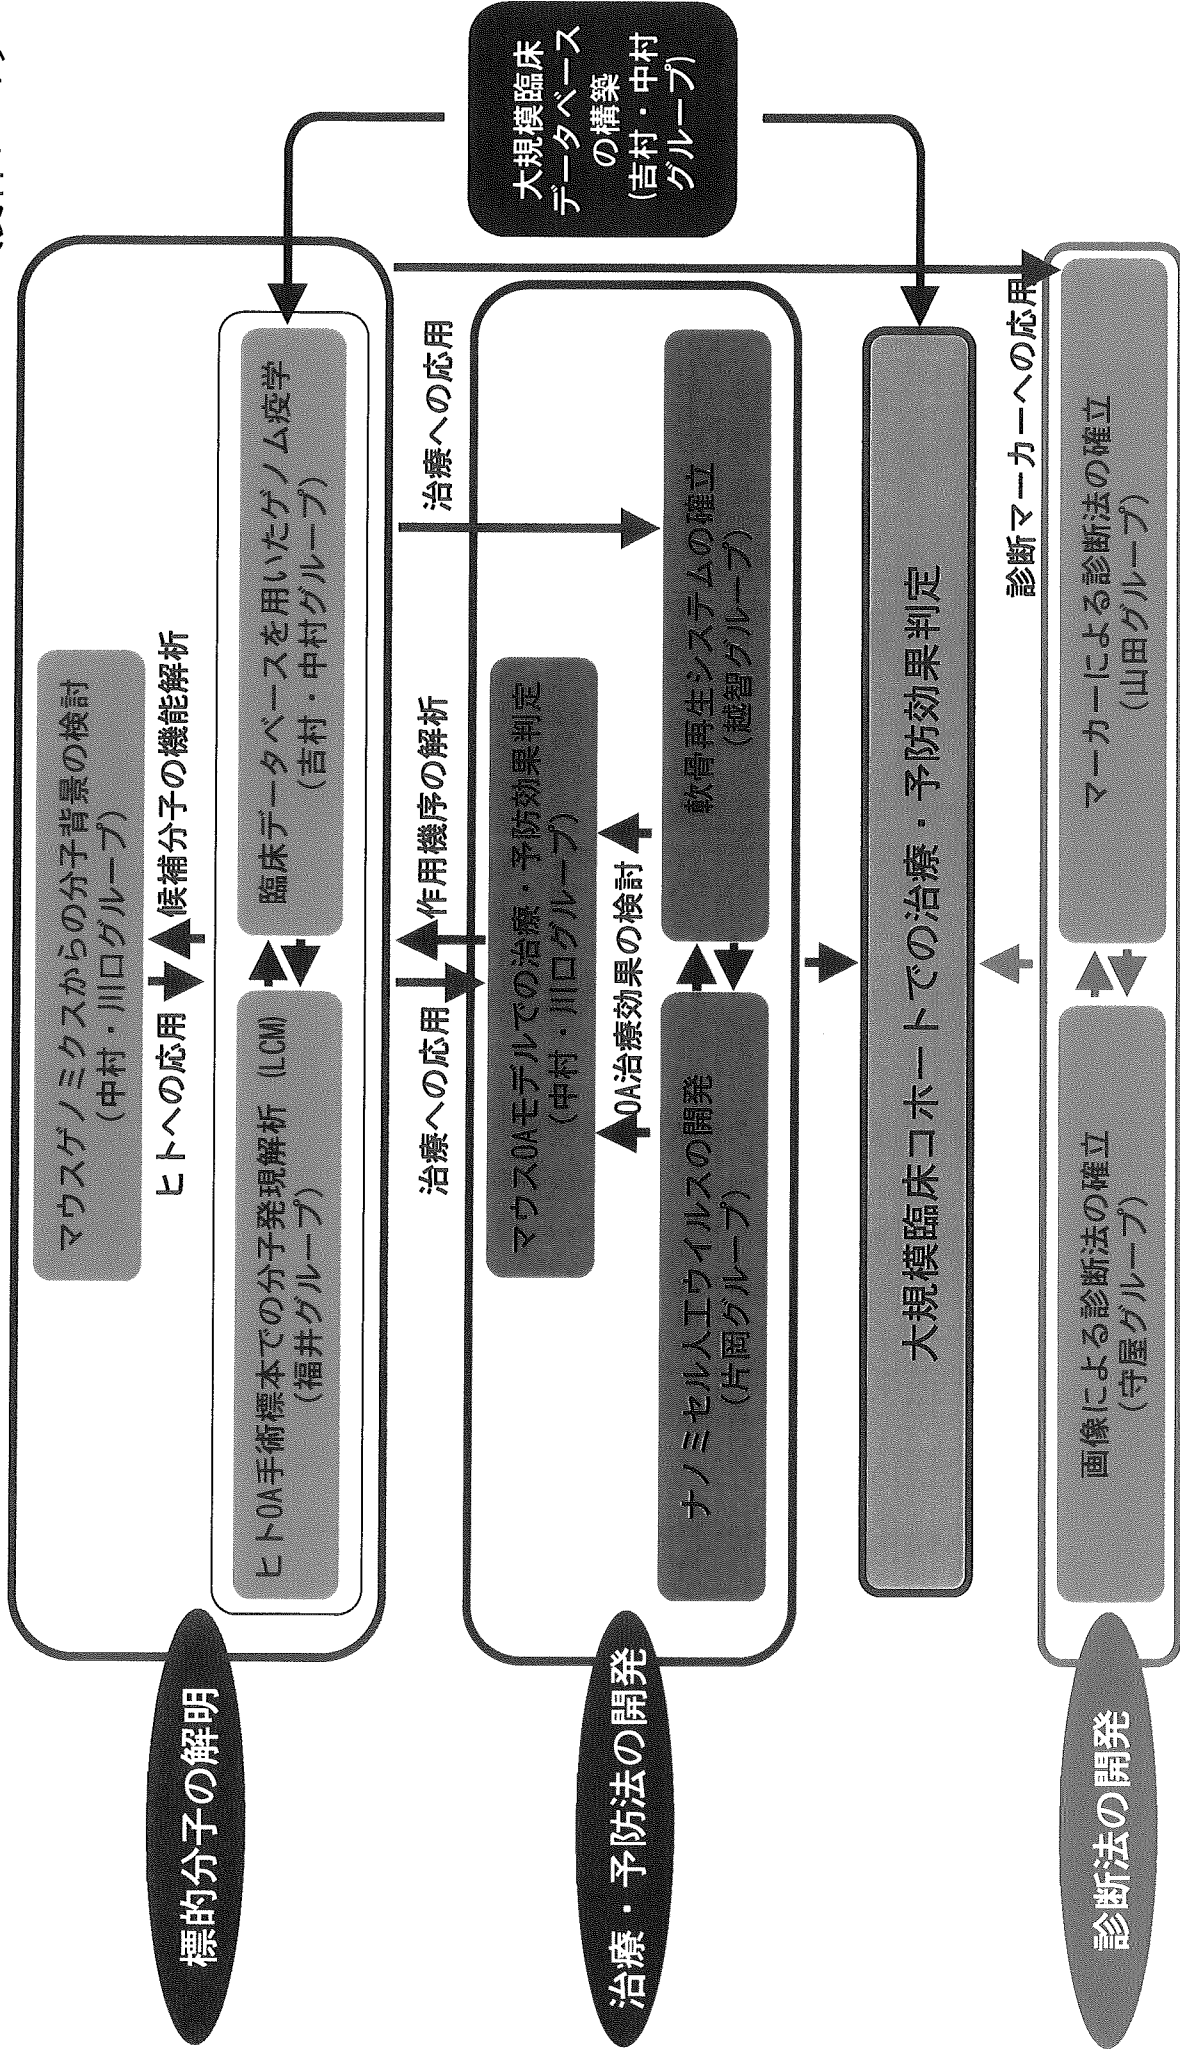 標的分子の解明
マウスゲノミクスからの分子背景の検討
(中村・川口グループ)
ヒトへの応用
候補分子の機能解析
ヒトOA手術標本での分子発現解析 (LCM)
(福井グループ)
臨床データベースを用いたゲノム疫学
(吉村・中村グループ)
大規模臨床
データベース
の構築
(吉村・中村
グループ)
治療への応用
作用機序の解析
治療への応用
治療・予防法の開発
マウスOAモデルでの治療・予防効果判定
(中村・川口グループ)
OA治療効果の検討
ナノミセル人工ウイルスの開発
(片岡グループ)
軟骨再生システムの確立
(越智グループ)
大規模臨床コホートでの治療・予防効果判定
診断マーカーへの応用
診断法の開発
画像による診断法の確立
(守屋グループ)
マーカーによる診断法の確立
(山田グループ)